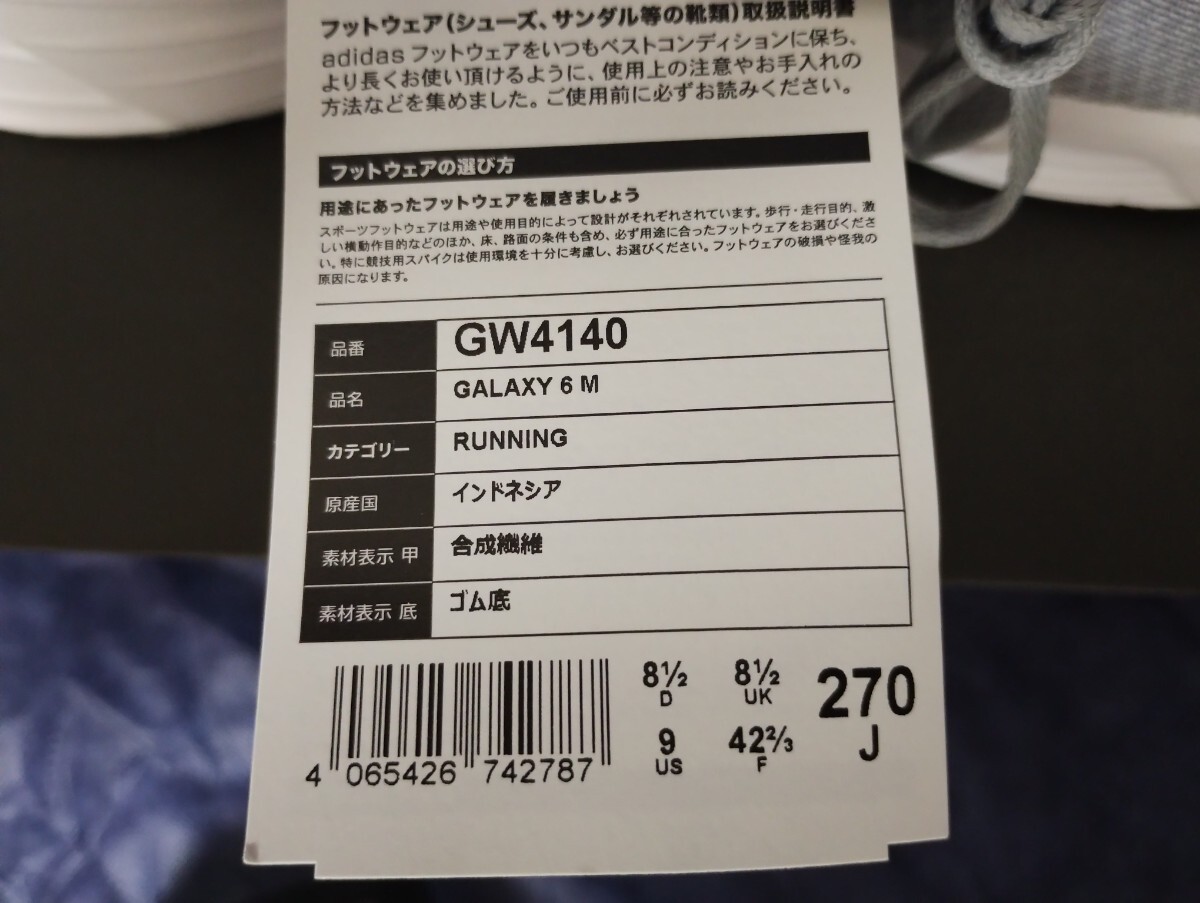 フットウェア(シューズ、サンダル等の靴類)取扱説明書
adidas フットウェアをいつもベストコンディションに保ち、
より長くお使い頂けるように、使用上の注意やお手入れの
方法などを集めました。ご使用前に必ずお読みください。
フットウェアの選び方
用途にあったフットウェアを履きましょう
スポーツフットウェアは用途や使用目的によって設計がそれぞれされています。歩行・走行目的、激
しい横動作目的などのほか、床、路面の条件も含め、必ず用途に合ったフットウェアをお選びくださ
い。特に競技用スパイクは使用環境を十分に考慮し、お選びください。フットウェアの破損や怪我の
原因になります。
品番 GW4140
品名 GALAXY 6 M
カテゴリー RUNNING
原産国 インドネシア
素材表示 甲 合成繊維
素材表示 底 ゴム底
8½ 8½ 270
D UK J
9 42⅔
US F
4 065426 742787